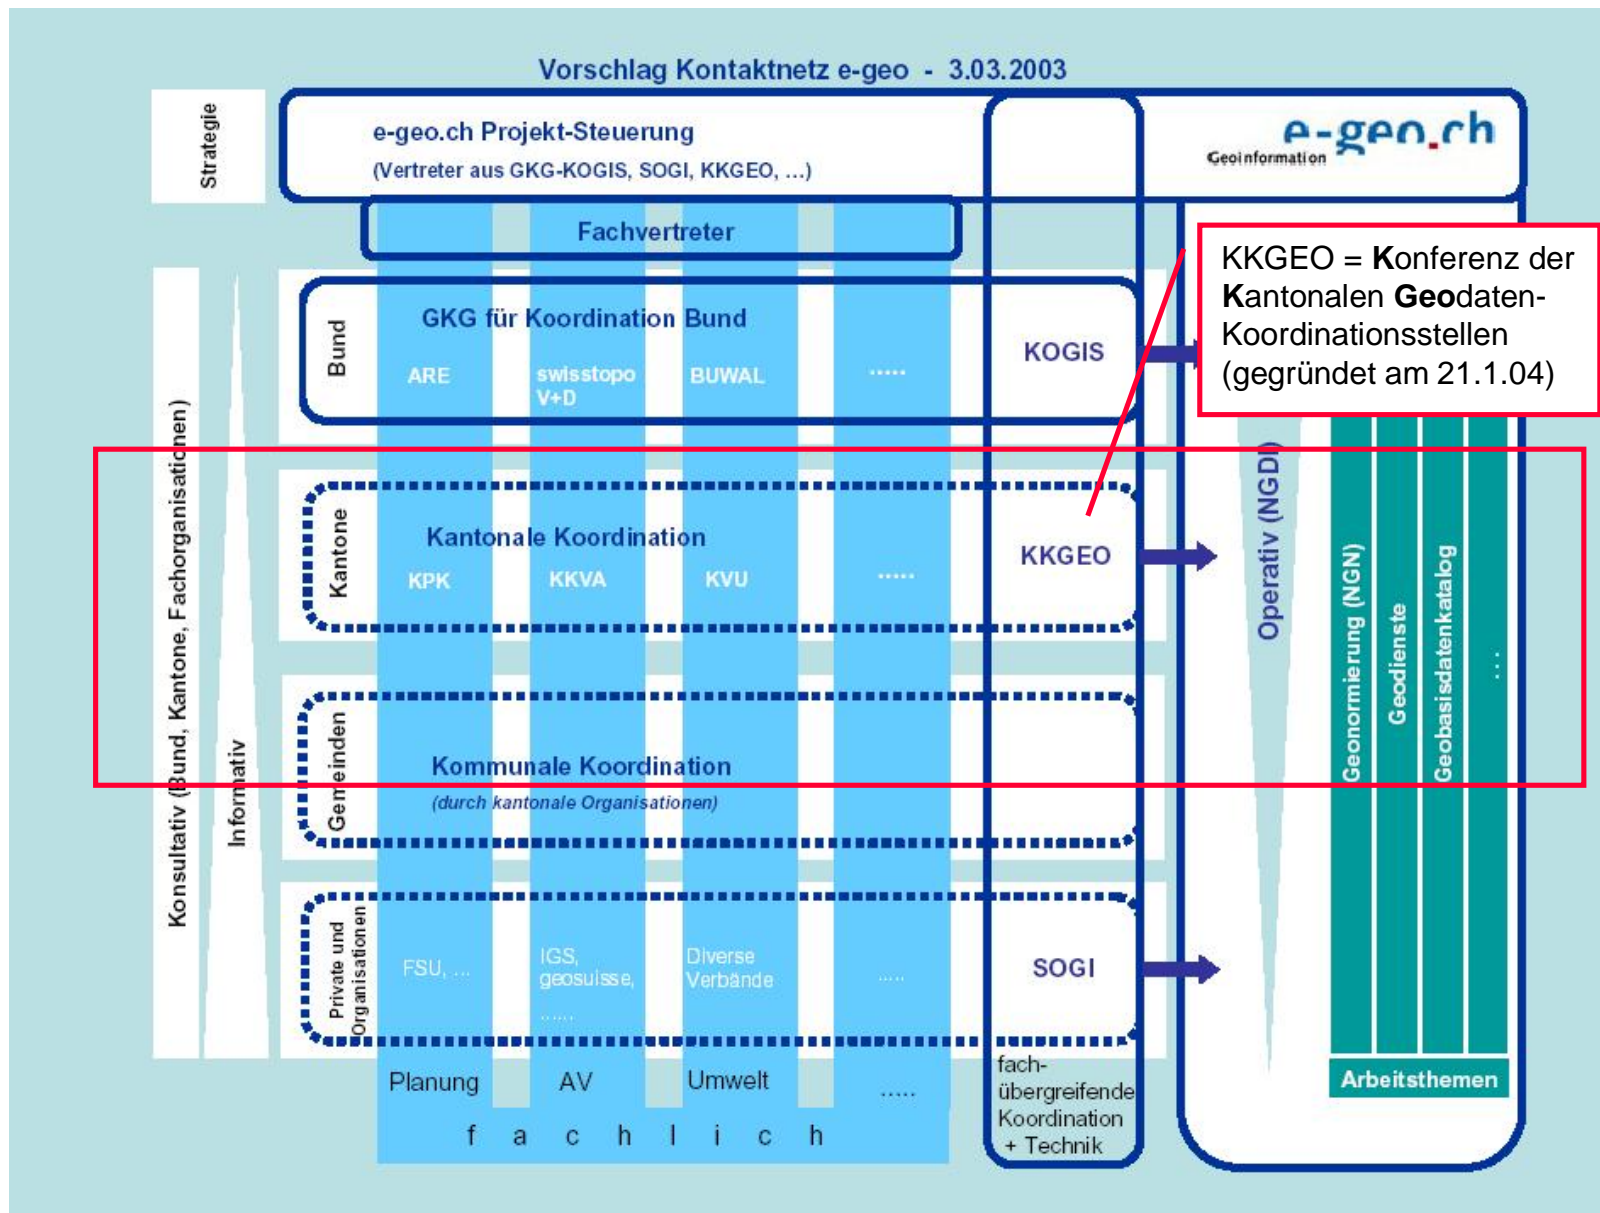 Vorschlag Kontaktnetz e-geo - 3.03.2003
Strategie
e-geo.ch Projekt-Steuerung
(Vertreter aus GKG-KOGIS, SOGI, KKGEO, ...)
e-geo.ch
Geoinformation
Fachvertreter
KKGEO = Konferenz der
Kantonalen Geodaten-
Koordinationsstellen
(gegründet am 21.1.04)
Konsultativ (Bund, Kantone, Fachorganisationen)
Informativ
Bund
GKG für Koordination Bund
ARE
swisstopo
V+D
BUWAL
.....
KOGIS
Kantone
Kantonale Koordination
KPK
KKVA
KVU
.....
KKGEO
Gemeinden
Kommunale Koordination
(durch kantonale Organisationen)
Private und
Organisationen
FSU, ...
IGS,
geosuisse,
......
Diverse
Verbände
.....
SOGI
Operativ (NGDI)
Geonormierung (NGN)
Geodienste
Geobasisdatenkatalog
...
Arbeitsthemen
Planung
AV
Umwelt
.....
fachlich
fach-
übergreifende
Koordination
+ Technik